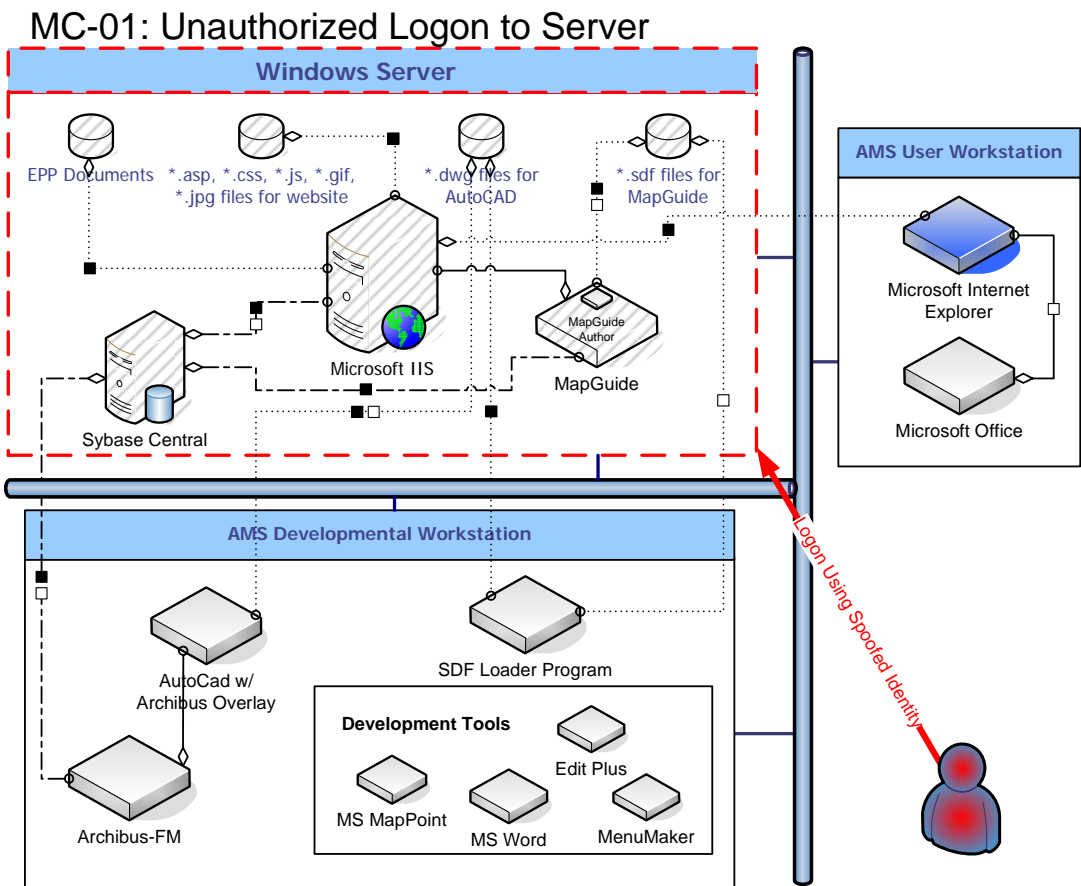 MC-01: Unauthorized Logon to Server
Windows Server
EPP Documents
*.asp, *.css, *.js, *.gif,
*.jpg files for website
*.dwg files for
AutoCAD
*.sdf files for
MapGuide
Microsoft IIS
MapGuide
Author
MapGuide
Sybase Central
AMS User Workstation
Microsoft Internet
Explorer
Microsoft Office
Logon Using Spoofed Identity
AMS Developmental Workstation
AutoCad w/
Archibus Overlay
SDF Loader Program
Archibus-FM
Development Tools
Edit Plus
MS MapPoint
MS Word
MenuMaker